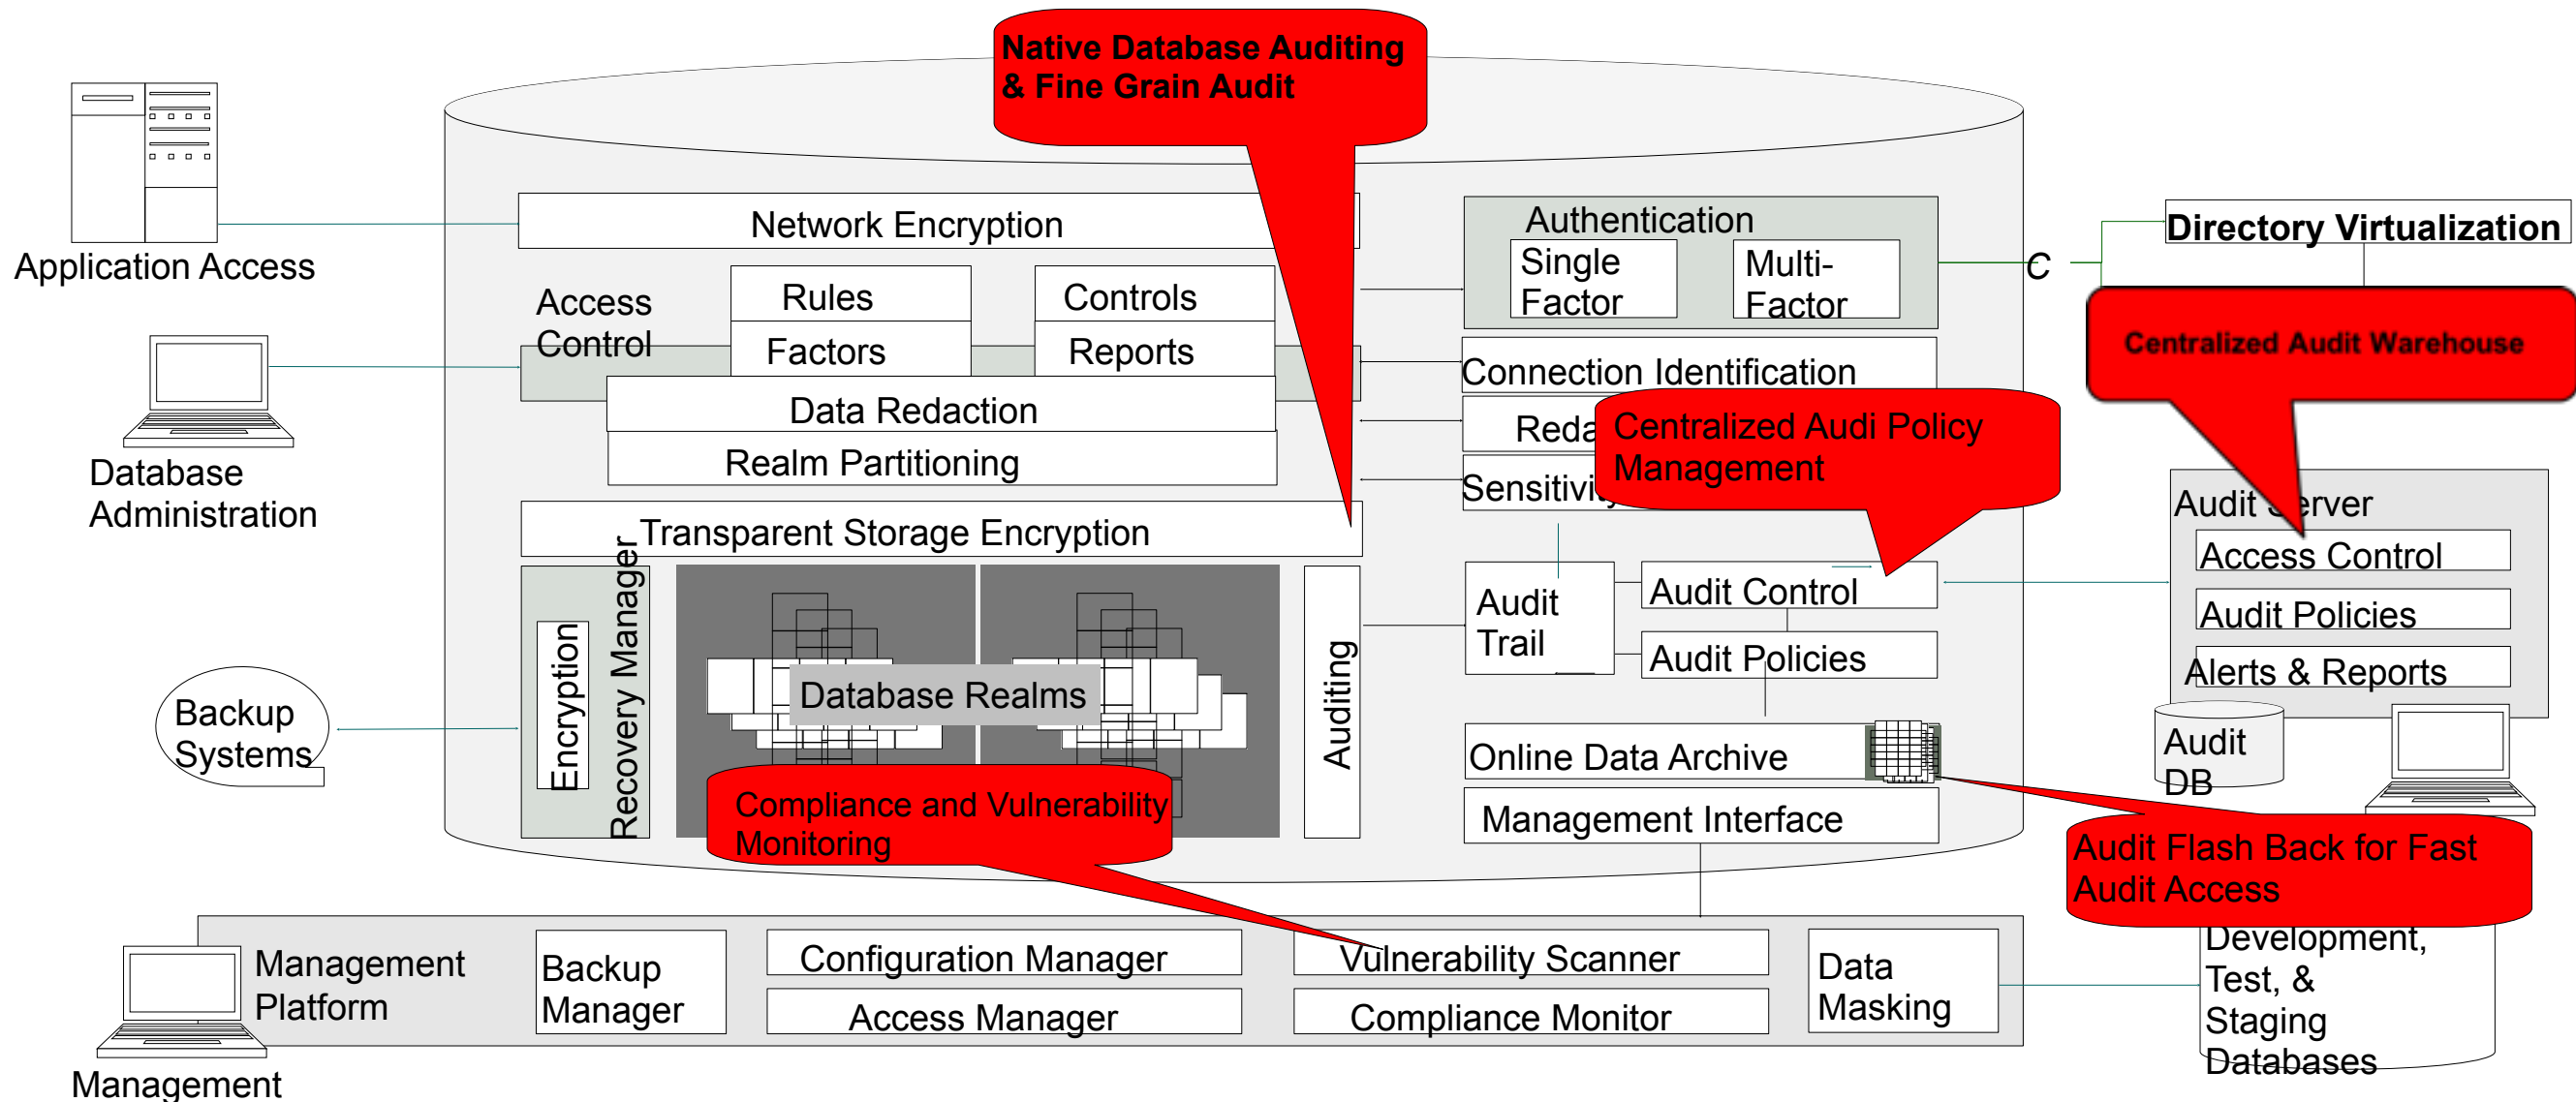 Native Database Auditing
& Fine Grain Audit
Application Access
Network Encryption
Authentication
Single
Factor
Multi-
Factor
C
Directory Virtualization
Centralized Audit Warehouse
Access
Control
Rules
Controls
Factors
Reports
Data Redaction
Realm Partitioning
Connection Identification
Centralized Audi Policy
Management
Database
Administration
Transparent Storage Encryption
Encryption
Recovery Manager
Database Realms
Auditing
Audit
Trail
Audit Control
Audit Policies
Audit Server
Access Control
Audit Policies
Alerts & Reports
Audit
DB
Backup
Systems
Online Data Archive
Management Interface
Compliance and Vulnerability
Monitoring
Audit Flash Back for Fast
Audit Access
Management
Platform
Backup
Manager
Configuration Manager
Access Manager
Vulnerability Scanner
Compliance Monitor
Data
Masking
Development,
Test, &
Staging
Databases
Management